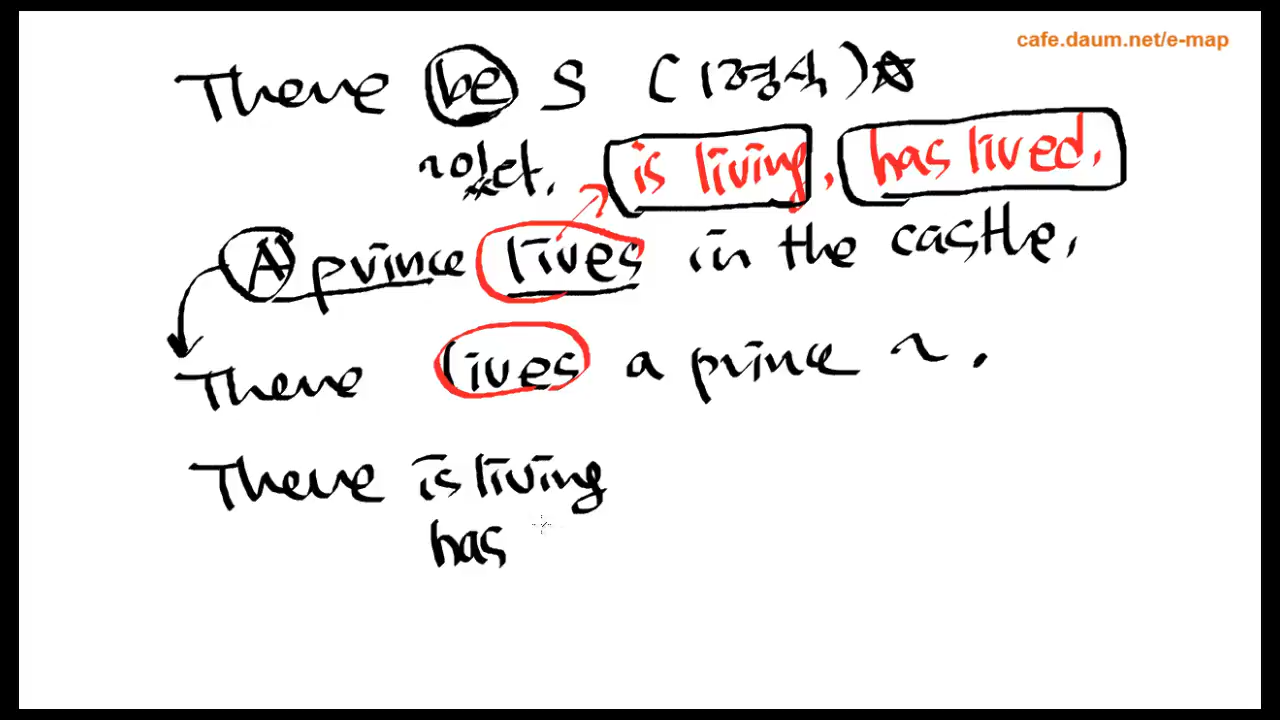 cafe.daum.net/e-map
There be S (1형식)☆
is living, has lived.
A prince lives in the castle.
There lives a prince ~.
There is living
has